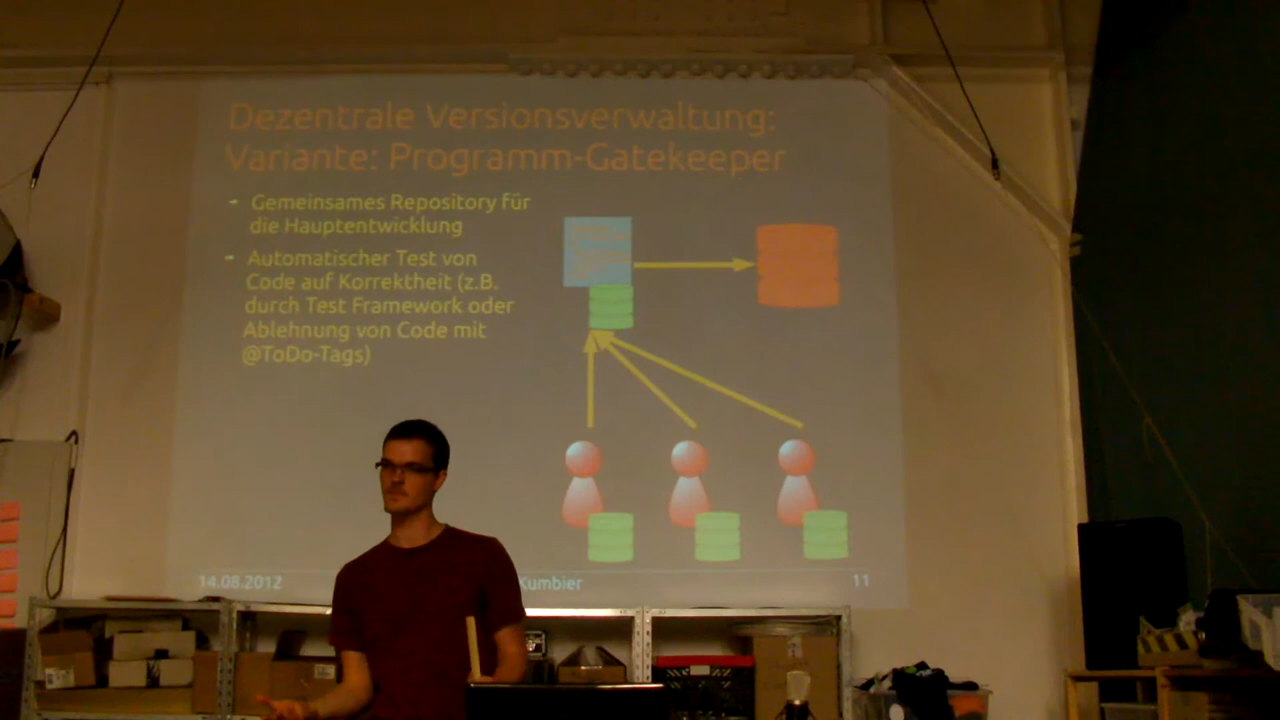 Dezentrale Versionsverwaltung:
Variante: Programm-Gatekeeper
Gemeinsames Repository für
die Hauptentwicklung
Automatischer Test von
Code auf Korrektheit (z.B.
durch Test Framework oder
Ablehnung von Code mit
@ToDo-Tags)
14.08.2012
Kumbier
11